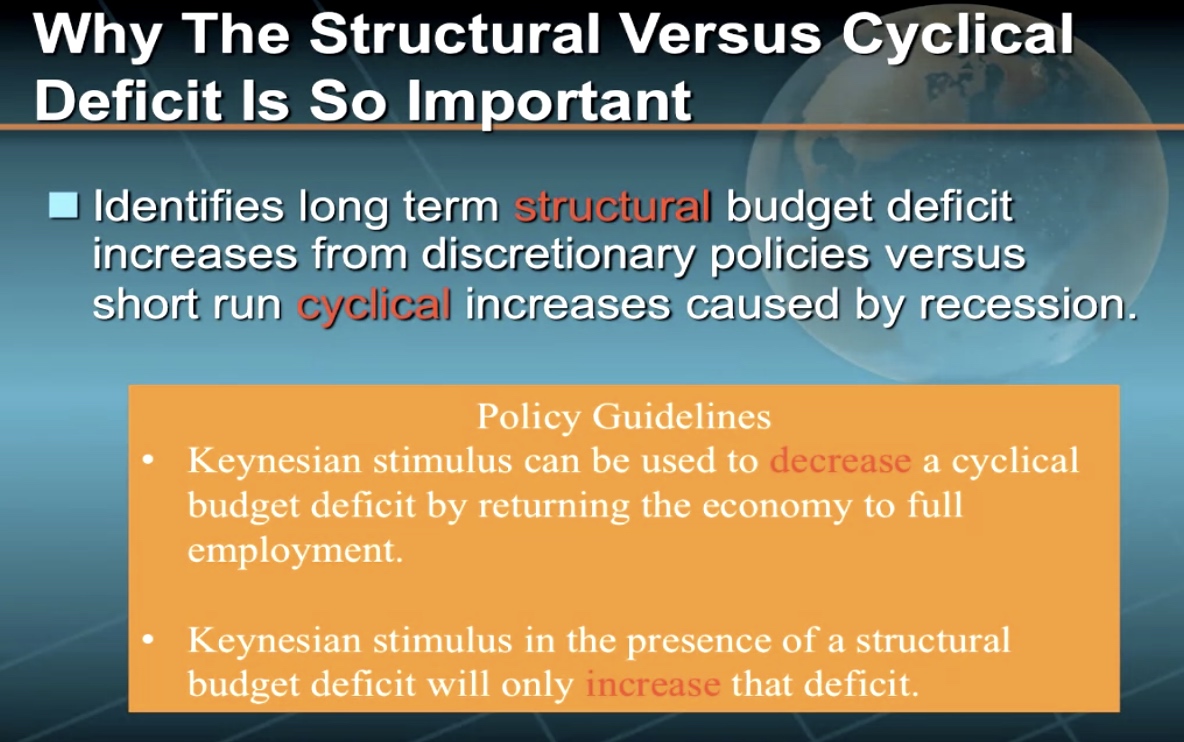 Why The Structural Versus Cyclical
Deficit Is So Important
Identifies long term structural budget deficit
increases from discretionary policies versus
short run cyclical increases caused by recession.
Policy Guidelines
• Keynesian stimulus can be used to decrease a cyclical
budget deficit by returning the economy to full
employment.
• Keynesian stimulus in the presence of a structural
budget deficit will only increase that deficit.